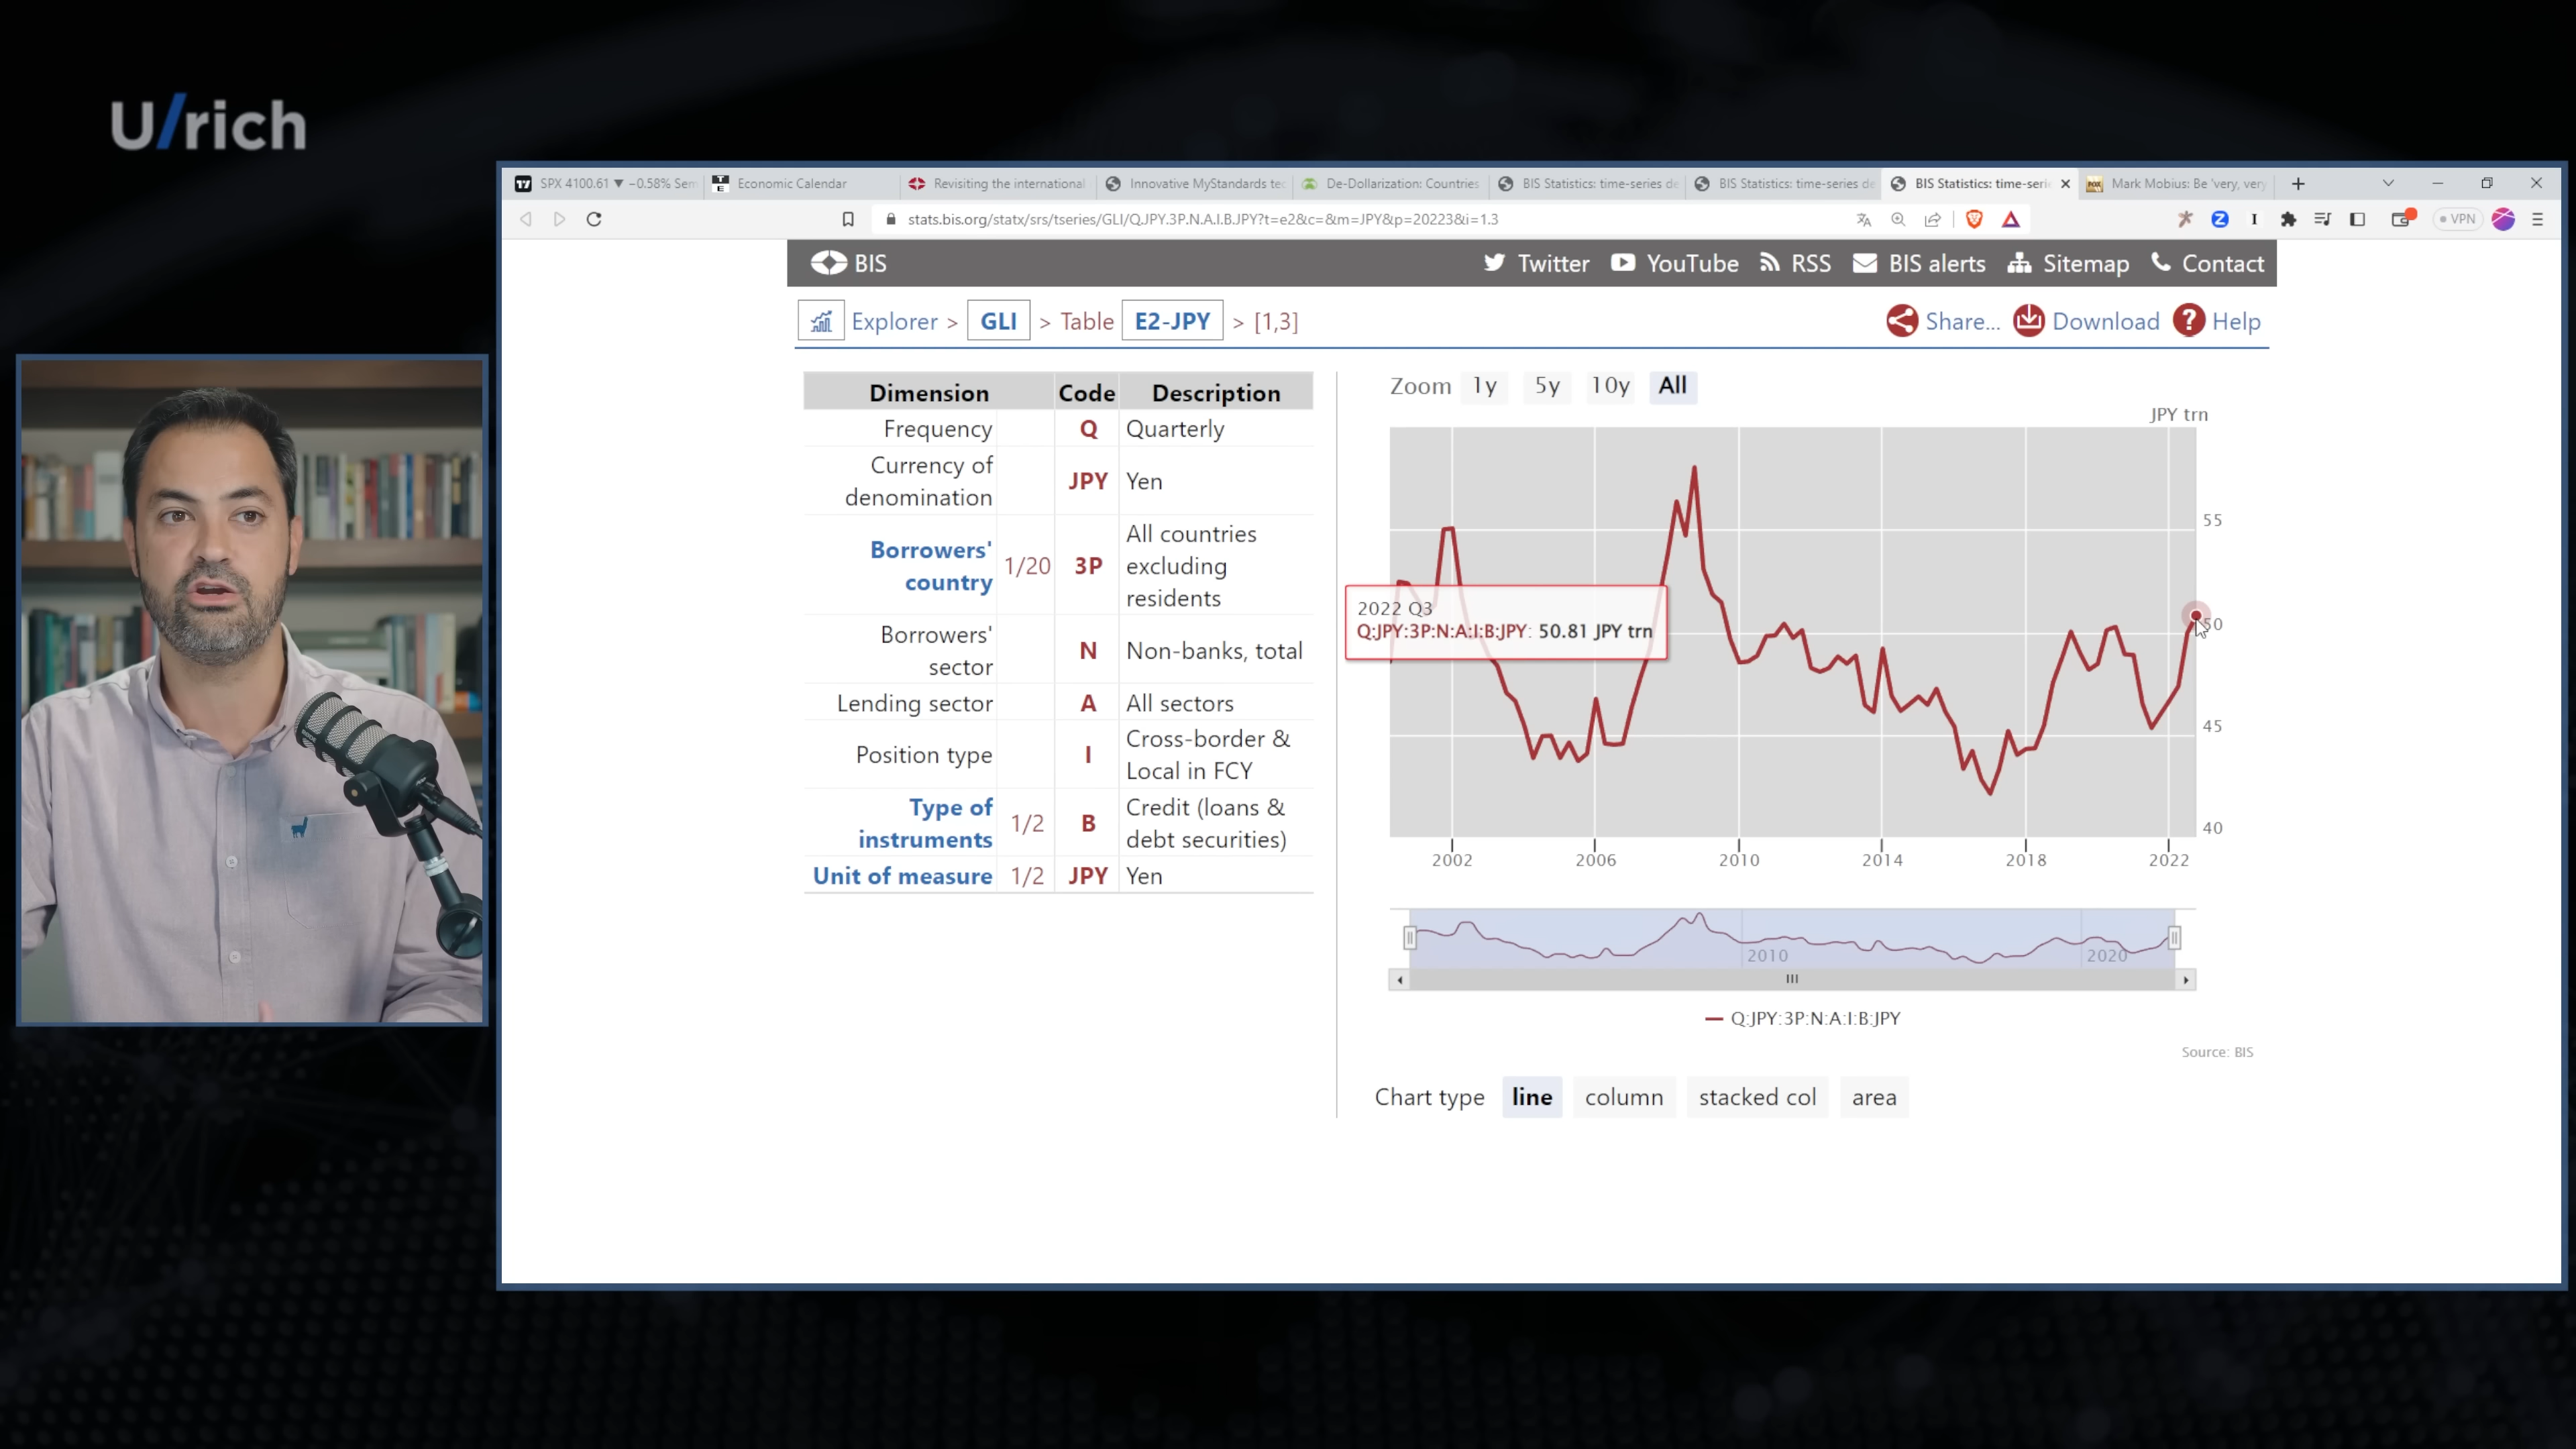 U/rich
SPX 4100.61 ▼ −0.58% Sem
Economic Calendar
Revisiting the international
Innovative MyStandards tec
De-Dollarization: Countries
BIS Statistics: time-series de
BIS Statistics: time-series de
BIS Statistics: time-serie
Mark Mobius: Be 'very, very
stats.bis.org/statx/srs/tseries/GLI/Q.JPY.3P.N.A.I.B.JPY?t=e2&c=&m=JPY&p=20223&i=1.3
VPN
BIS
Twitter
YouTube
RSS
BIS alerts
Sitemap
Contact
Explorer > GLI > Table E2-JPY > [1,3]
Share...
Download
Help
Dimension Code Description
Frequency Q Quarterly
Currency of denomination JPY Yen
Borrowers' country 1/20 3P All countries excluding residents
Borrowers' sector N Non-banks, total
Lending sector A All sectors
Position type I Cross-border & Local in FCY
Type of instruments 1/2 B Credit (loans & debt securities)
Unit of measure 1/2 JPY Yen
Zoom 1y 5y 10y All
JPY trn
55
50
45
40
2022 Q3
Q:JPY:3P:N:A:I:B:JPY: 50.81 JPY trn
2002 2006 2010 2014 2018 2022
2010 2020
Q:JPY:3P:N:A:I:B:JPY
Source: BIS
Chart type line column stacked col area